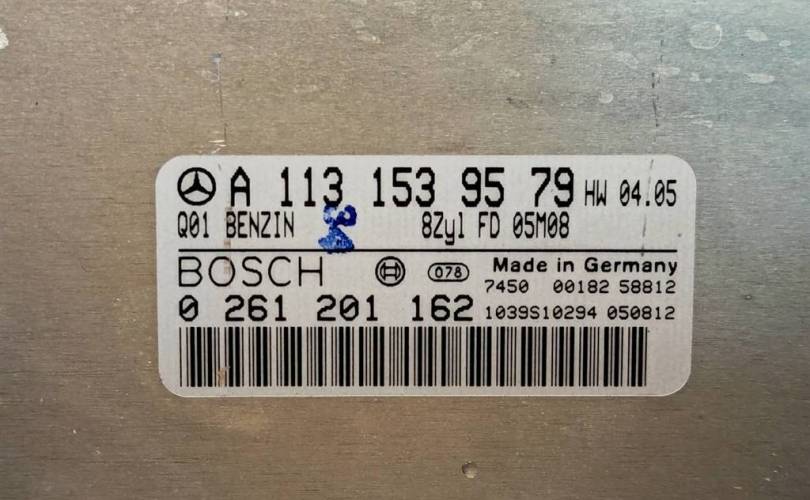 A 113 153 95 79 HW 04.05
Q01 BENZIN 8Zyl FD 05M08
BOSCH 078 Made in Germany
7450 00182 58812
0 261 201 162 1039S10294 050812